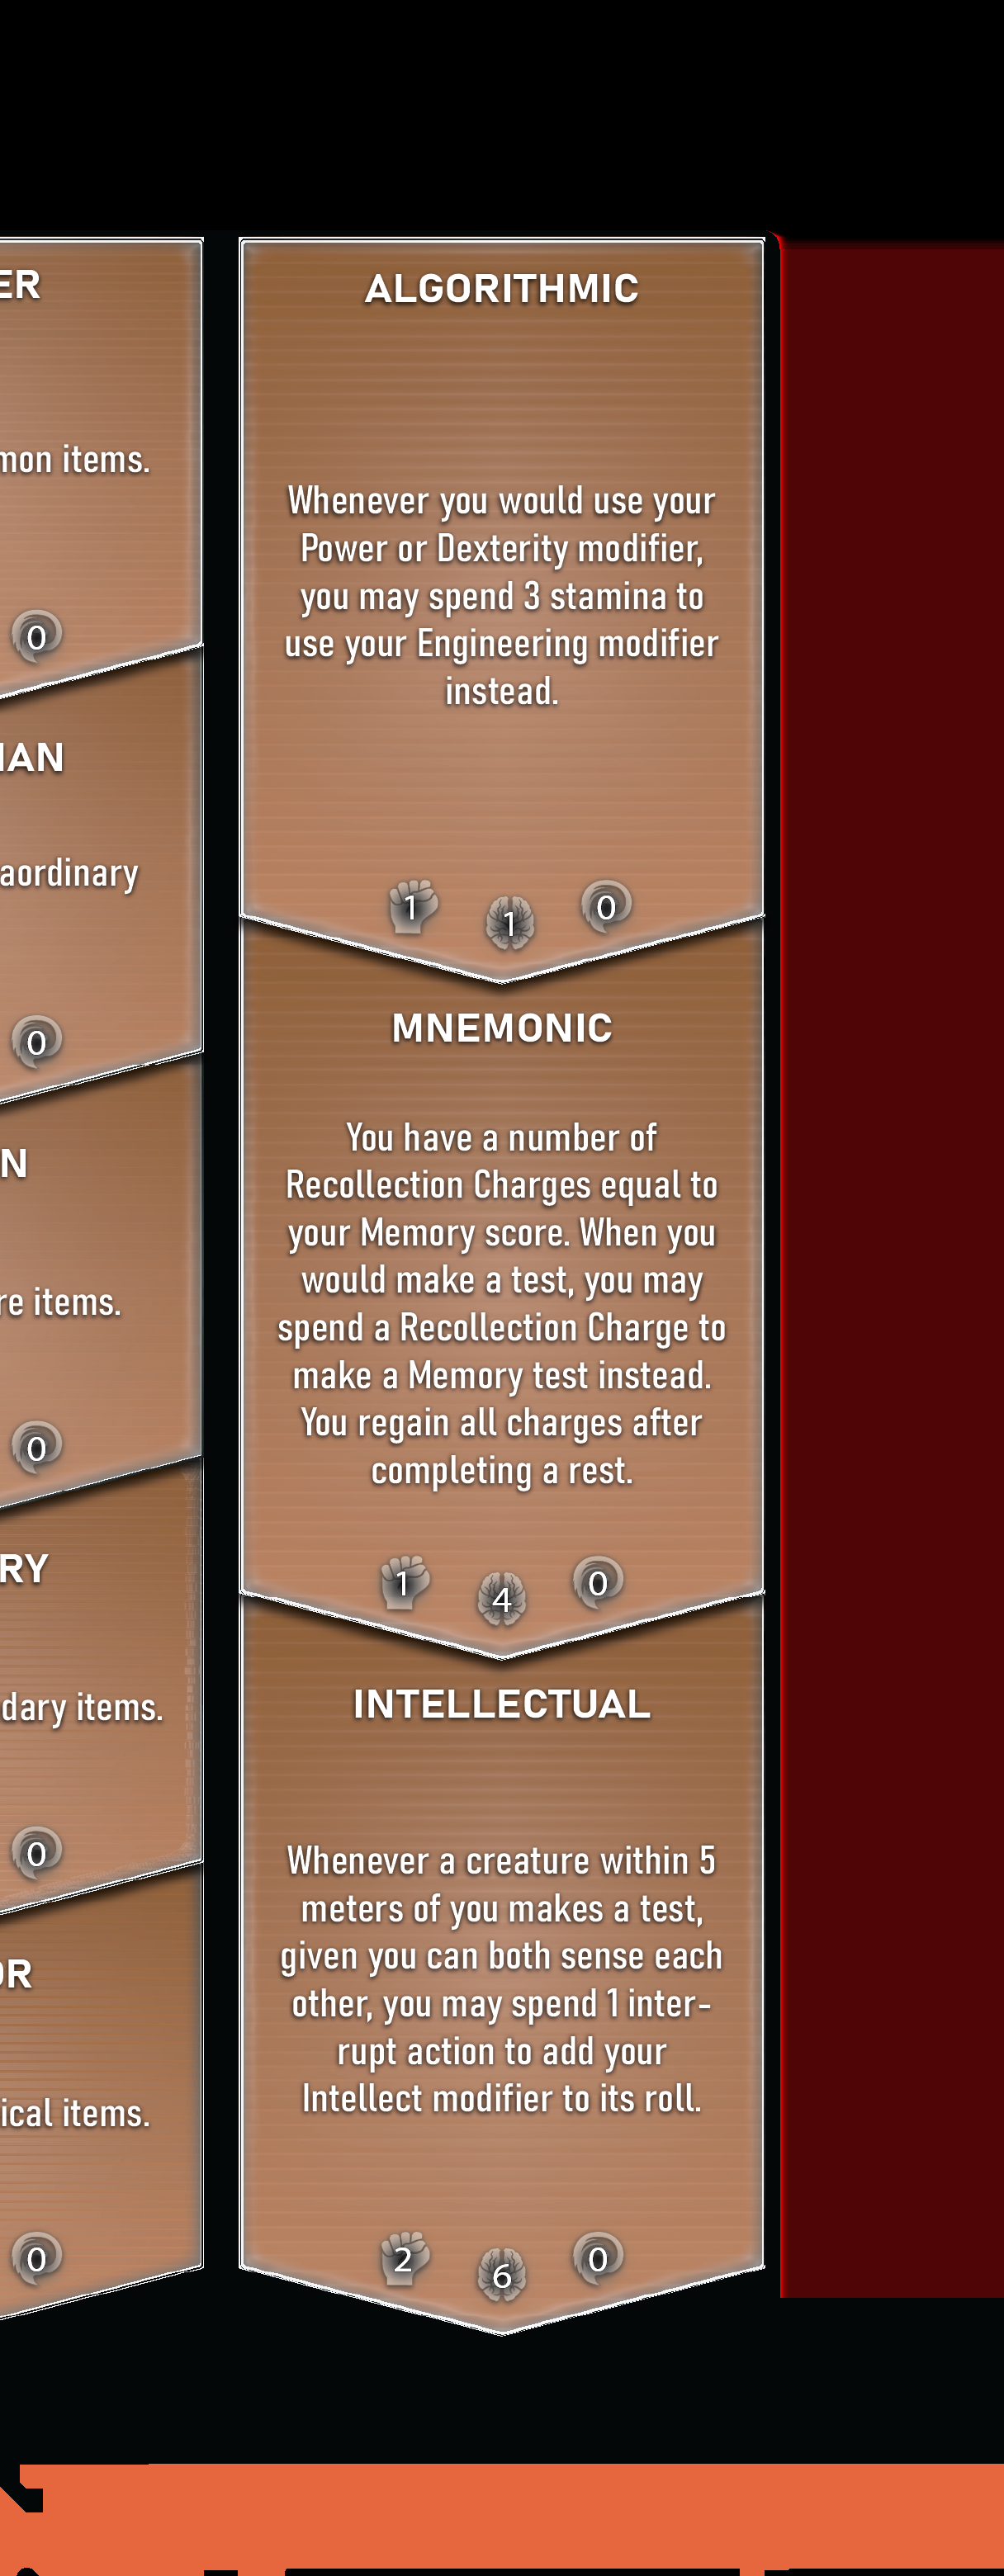 ER
mon items.
0
IAN
aordinary
0
N
re items.
0
RY
dary items.
0
OR
ical items.
0
ALGORITHMIC
Whenever you would use your
Power or Dexterity modifier,
you may spend 3 stamina to
use your Engineering modifier
instead.
1 1 0
MNEMONIC
You have a number of
Recollection Charges equal to
your Memory score. When you
would make a test, you may
spend a Recollection Charge to
make a Memory test instead.
You regain all charges after
completing a rest.
1 4 0
INTELLECTUAL
Whenever a creature within 5
meters of you makes a test,
given you can both sense each
other, you may spend 1 inter-
rupt action to add your
Intellect modifier to its roll.
2 6 0